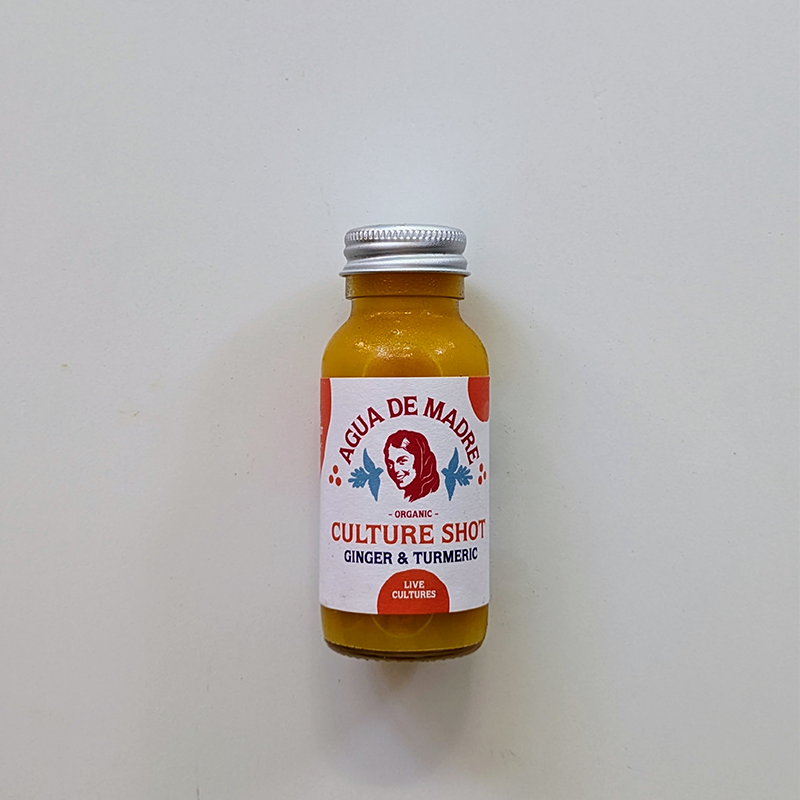 AGUA DE MADRE
- ORGANIC -
CULTURE SHOT
GINGER & TURMERIC
LIVE
CULTURES